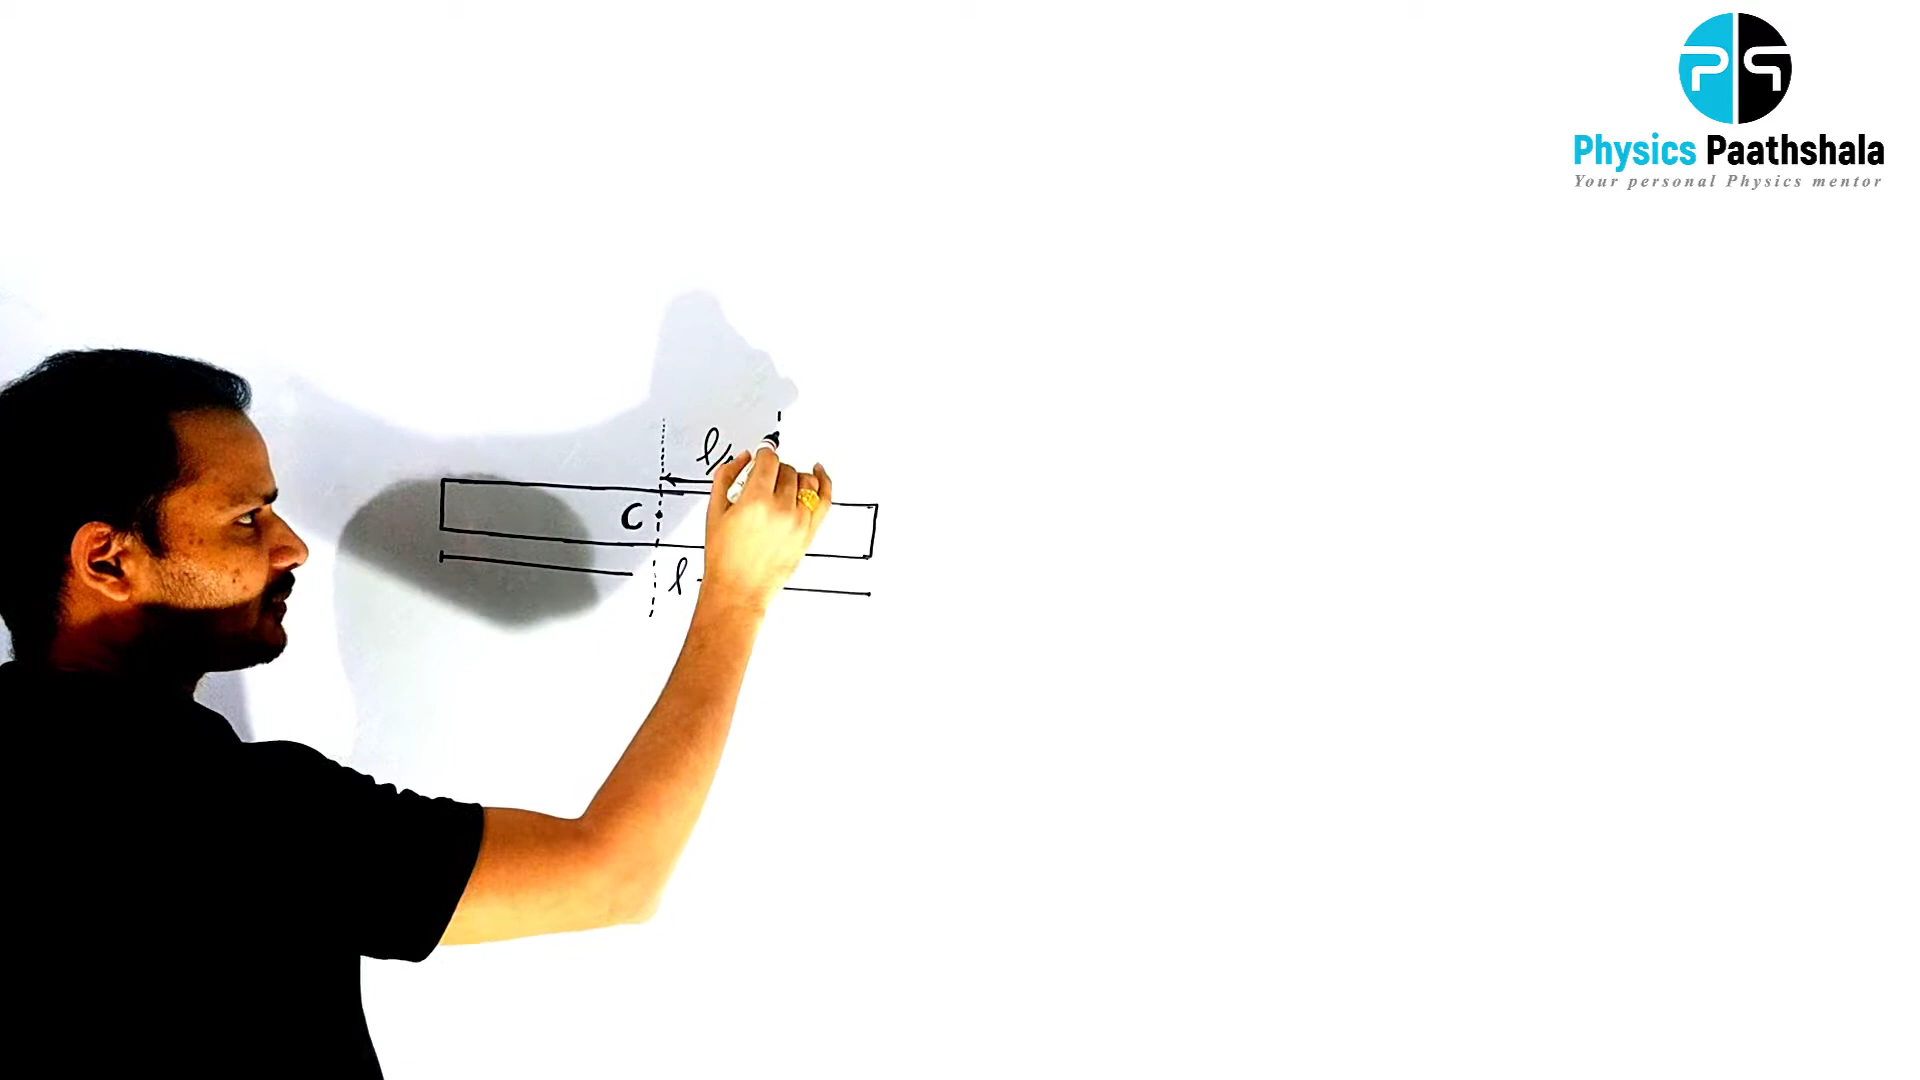 Physics Paathshala
Your personal Physics mentor
l/
C
l